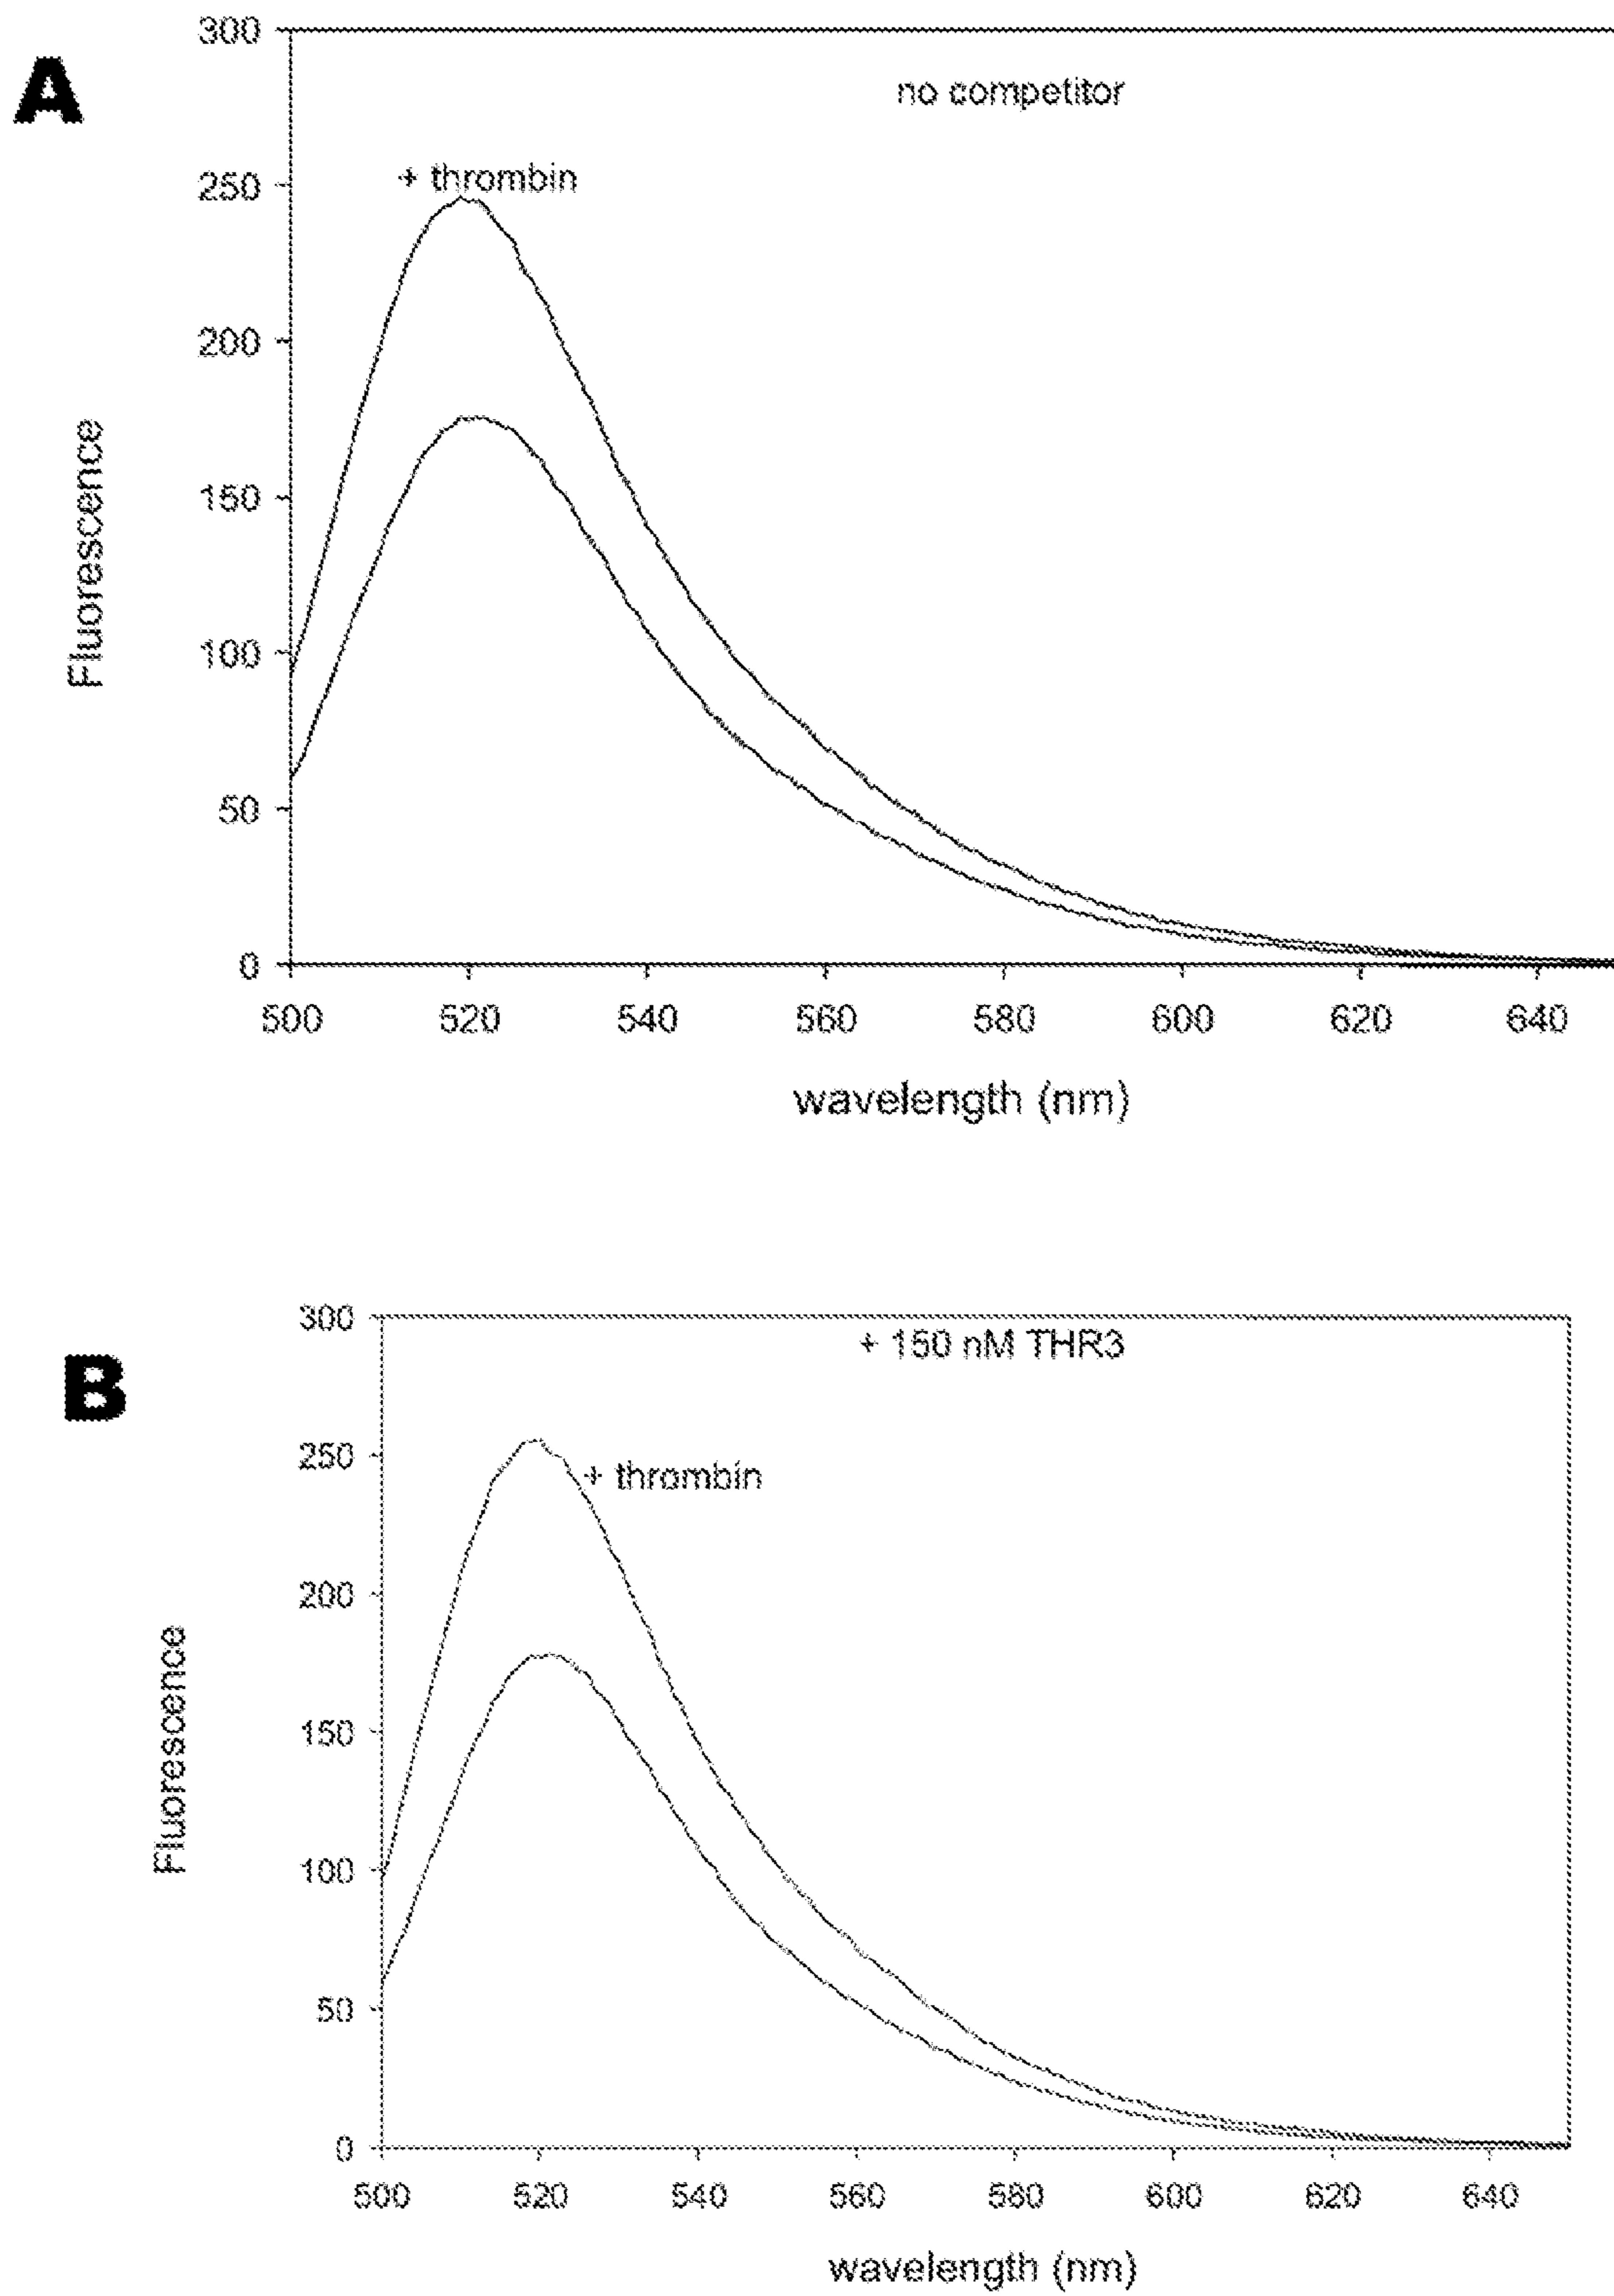 A
300
no competitor
+ thrombin
250
200
150
100
50
0
Fluorescence
500 520 540 560 580 600 620 640
wavelength (nm)
B
300
+ 150 nM THR3
250
+ thrombin
200
150
100
50
0
Fluorescence
500 520 540 560 580 600 620 640
wavelength (nm)